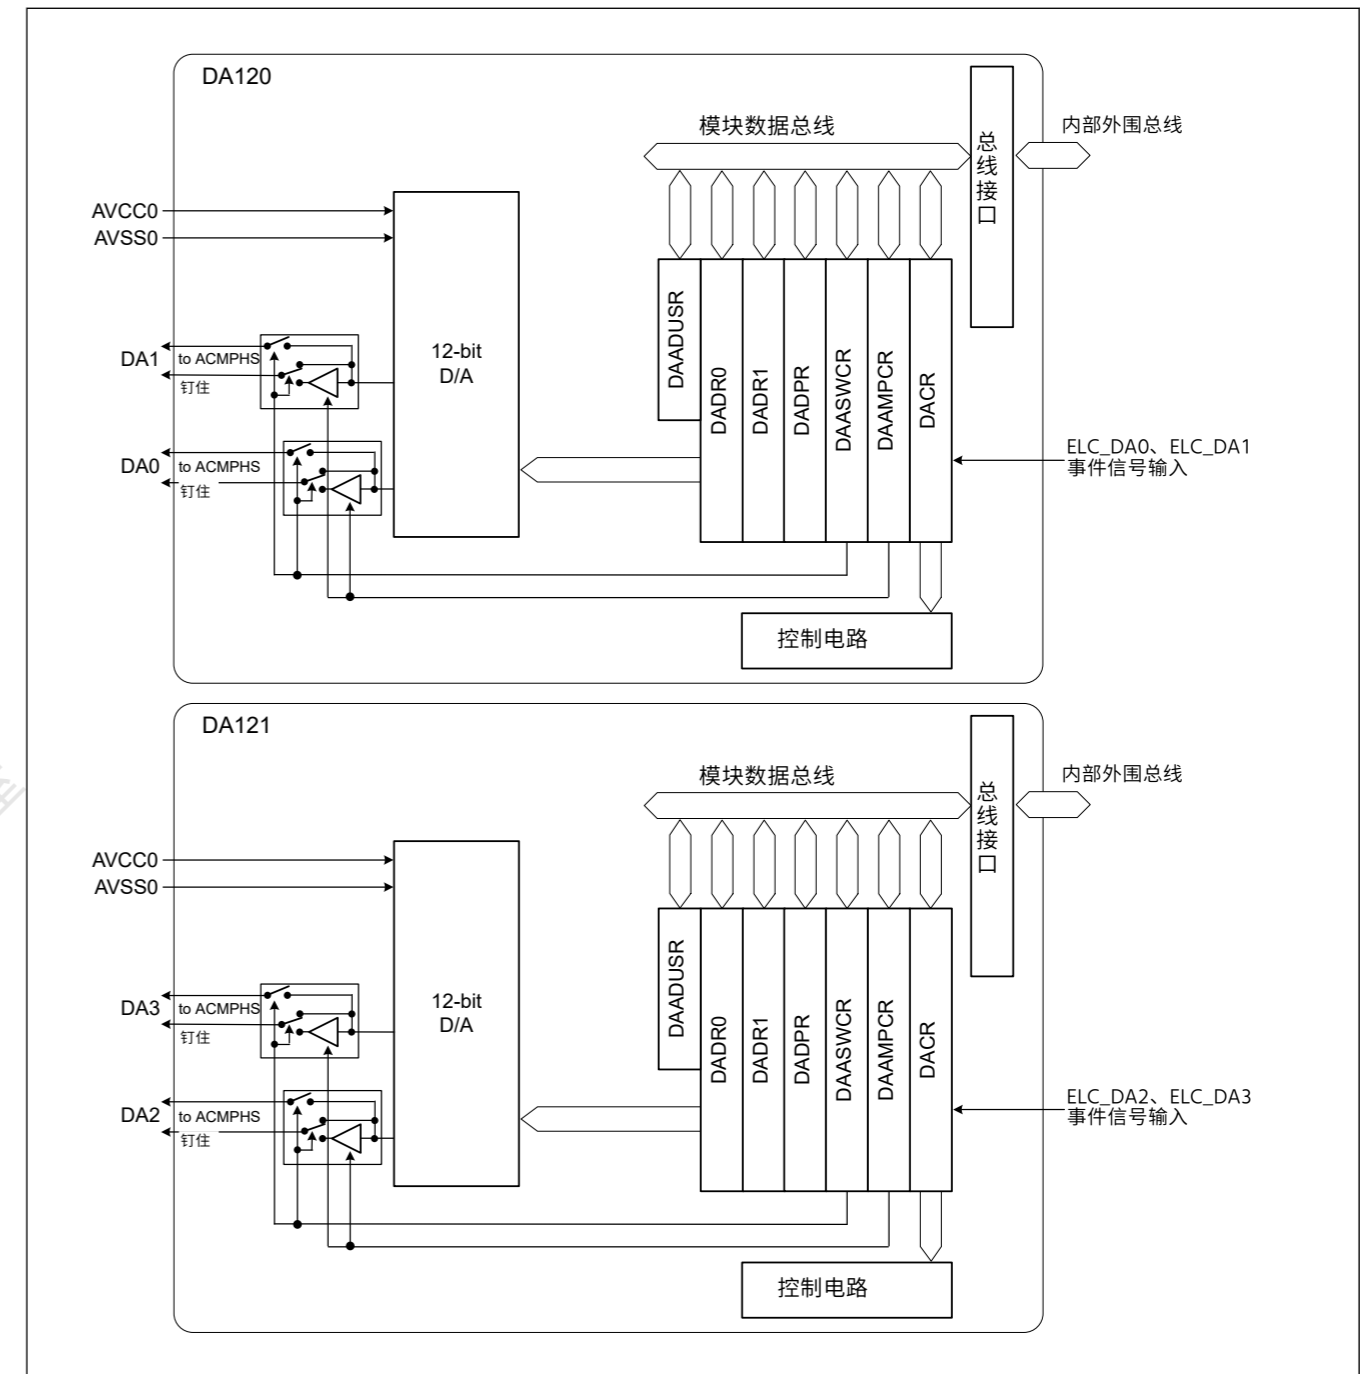 DA120
模块数据总线
内部外围总线
总线接口
AVCC0
AVSS0
12-bit
D/A
DAADUSR
DADR0
DADR1
DADPR
DAASWCR
DAAMPCR
DACR
DA1
to ACMPHS
钉住
DA0
to ACMPHS
钉住
ELC_DA0、ELC_DA1
事件信号输入
控制电路
DA121
模块数据总线
内部外围总线
总线接口
AVCC0
AVSS0
12-bit
D/A
DAADUSR
DADR0
DADR1
DADPR
DAASWCR
DAAMPCR
DACR
DA3
to ACMPHS
钉住
DA2
to ACMPHS
钉住
ELC_DA2、ELC_DA3
事件信号输入
控制电路